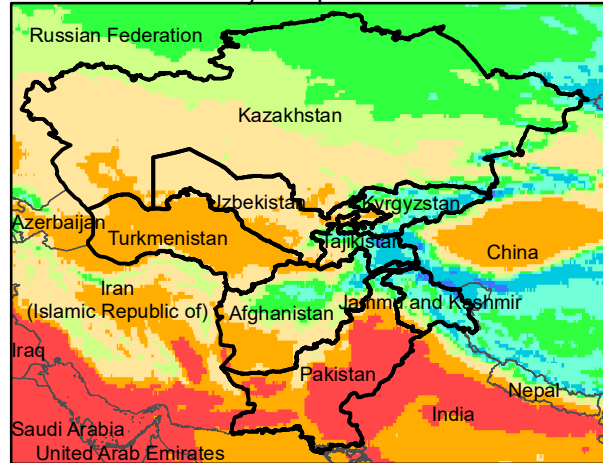 Russian Federation
Kazakhstan
Uzbekistan
Kyrgyzstan
Azerbaijan
Turkmenistan
Tajikistan
China
Iran
(Islamic Republic of)
Afghanistan
Jammu and Kashmir
Iraq
Pakistan
Nepal
India
Saudi Arabia
United Arab Emirates